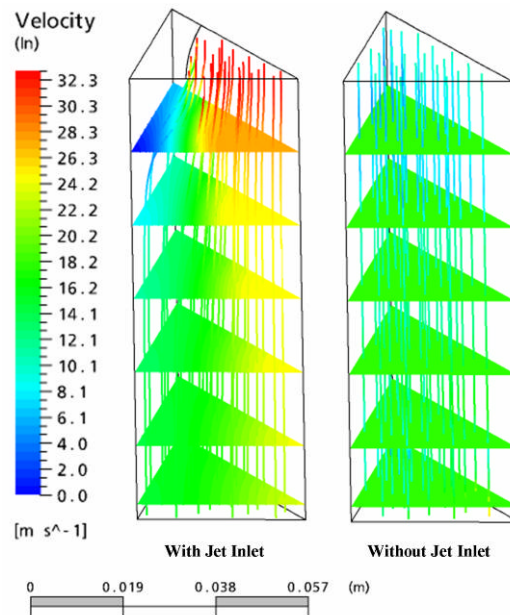 Velocity
(ln)
32.3
30.3
28.3
26.2
24.2
22.2
20.2
18.2
16.2
14.1
12.1
10.1
8.1
6.1
4.0
2.0
0.0
[m s^-1]
With Jet Inlet
Without Jet Inlet
0 0.019 0.038 0.057 (m)